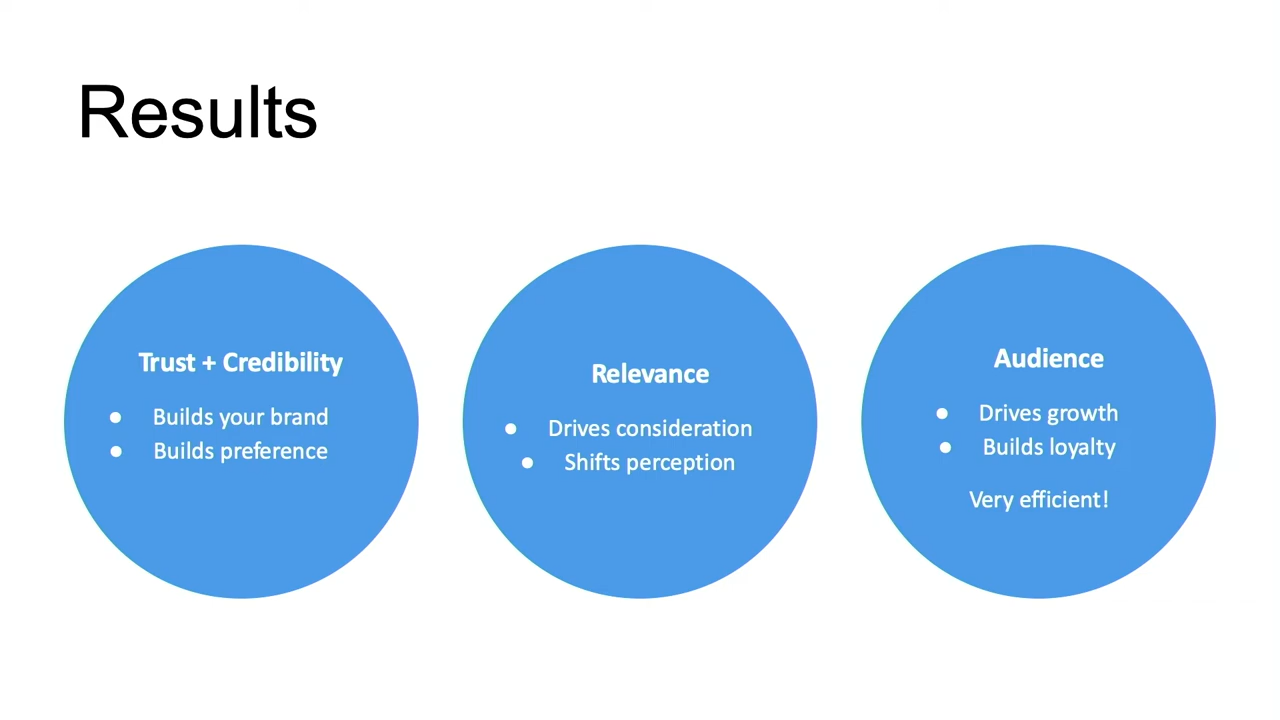 Results
Trust + Credibility
● Builds your brand
● Builds preference
Relevance
● Drives consideration
● Shifts perception
Audience
● Drives growth
● Builds loyalty
Very efficient!